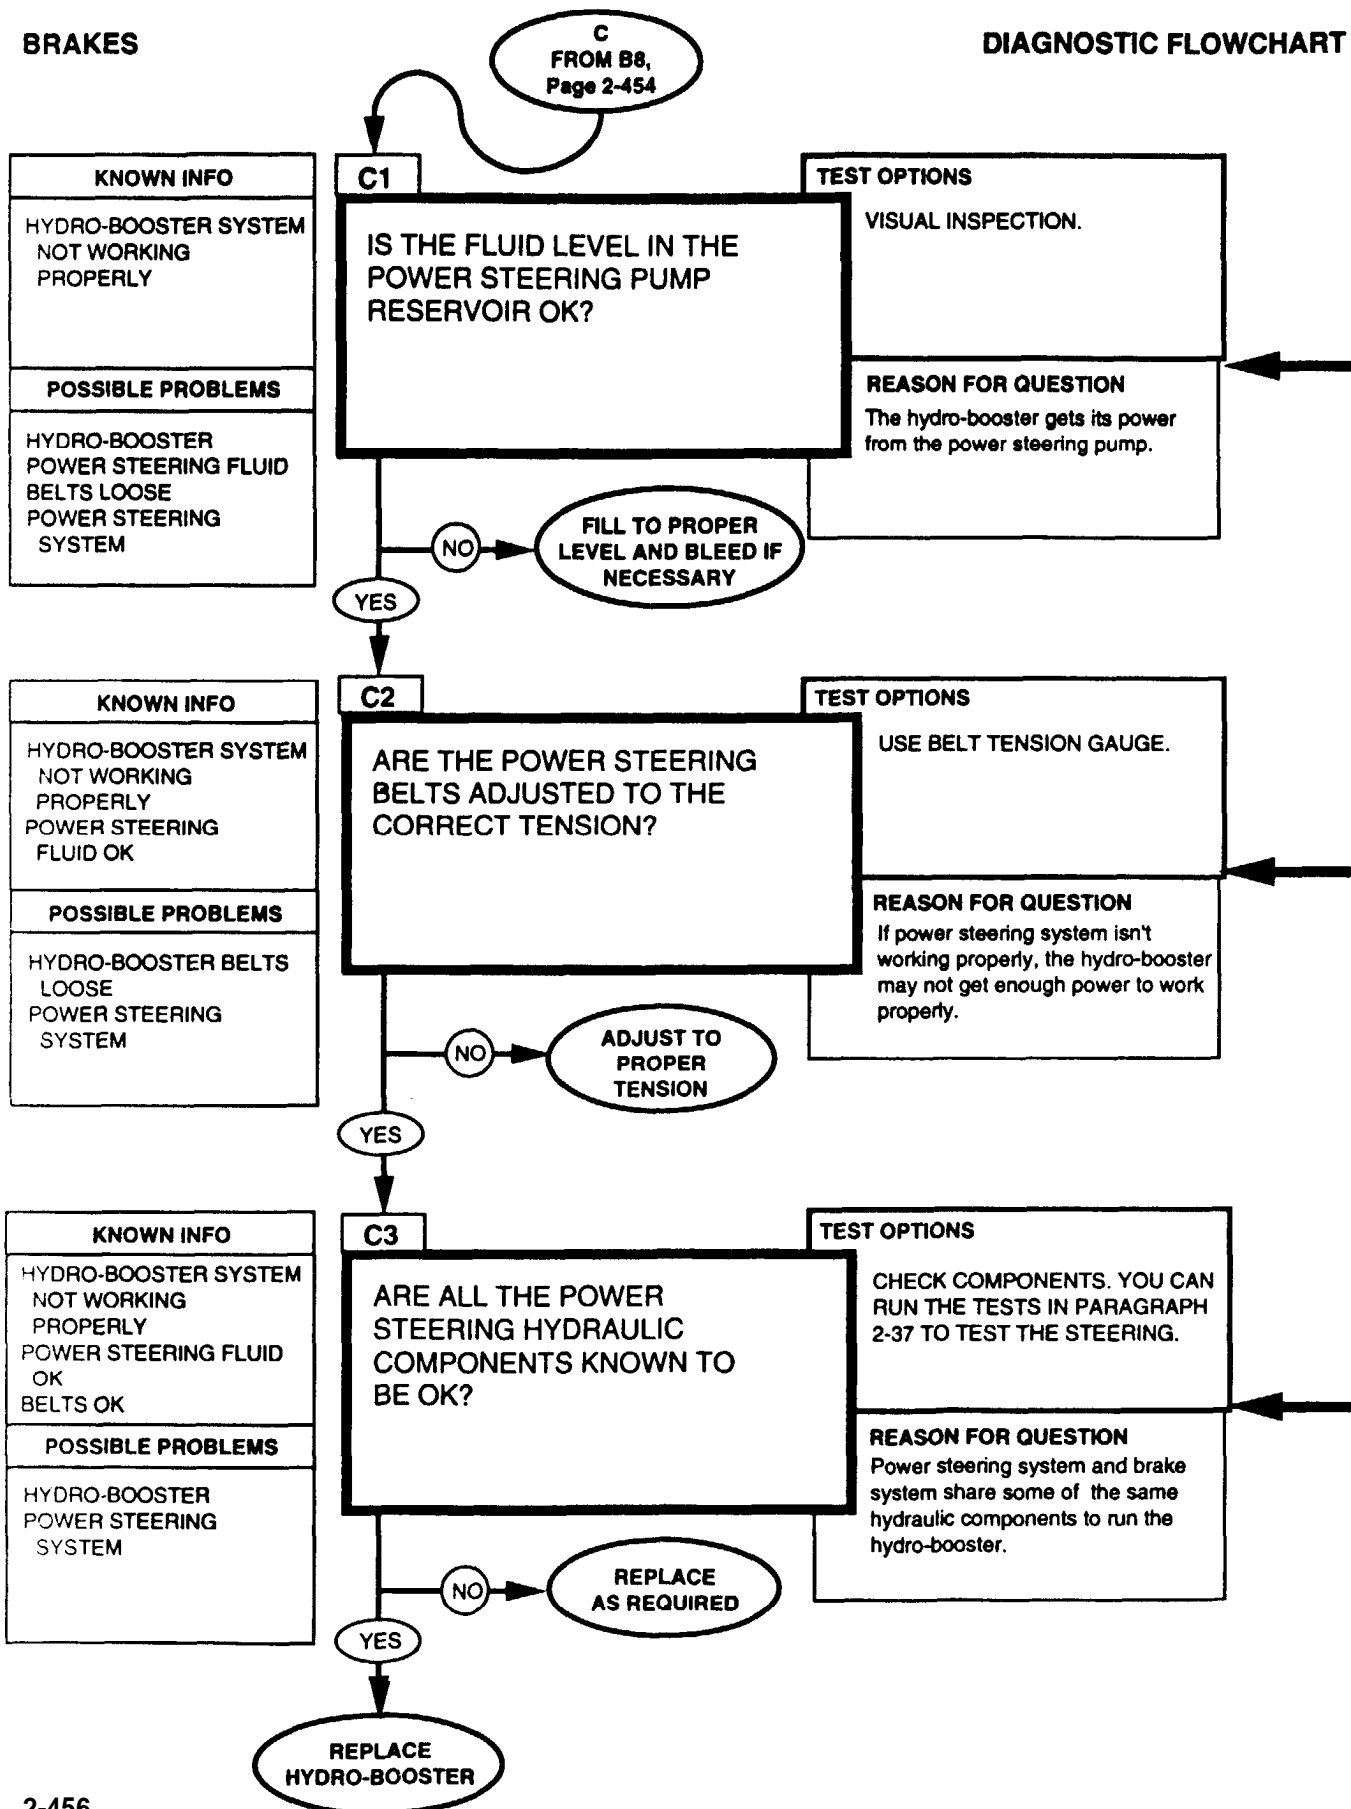 BRAKES
DIAGNOSTIC FLOWCHART
C
FROM B8,
Page 2-454
KNOWN INFO
HYDRO-BOOSTER SYSTEM
NOT WORKING
PROPERLY
POSSIBLE PROBLEMS
HYDRO-BOOSTER
POWER STEERING FLUID
BELTS LOOSE
POWER STEERING
SYSTEM
C1
IS THE FLUID LEVEL IN THE
POWER STEERING PUMP
RESERVOIR OK?
TEST OPTIONS
VISUAL INSPECTION.
REASON FOR QUESTION
The hydro-booster gets its power
from the power steering pump.
NO
FILL TO PROPER
LEVEL AND BLEED IF
NECESSARY
YES
KNOWN INFO
HYDRO-BOOSTER SYSTEM
NOT WORKING
PROPERLY
POWER STEERING
FLUID OK
POSSIBLE PROBLEMS
HYDRO-BOOSTER BELTS
LOOSE
POWER STEERING
SYSTEM
C2
ARE THE POWER STEERING
BELTS ADJUSTED TO THE
CORRECT TENSION?
TEST OPTIONS
USE BELT TENSION GAUGE.
REASON FOR QUESTION
If power steering system isn't
working properly, the hydro-booster
may not get enough power to work
properly.
NO
ADJUST TO
PROPER
TENSION
YES
KNOWN INFO
HYDRO-BOOSTER SYSTEM
NOT WORKING
PROPERLY
POWER STEERING FLUID
OK
BELTS OK
POSSIBLE PROBLEMS
HYDRO-BOOSTER
POWER STEERING
SYSTEM
C3
ARE ALL THE POWER
STEERING HYDRAULIC
COMPONENTS KNOWN TO
BE OK?
TEST OPTIONS
CHECK COMPONENTS. YOU CAN
RUN THE TESTS IN PARAGRAPH
2-37 TO TEST THE STEERING.
REASON FOR QUESTION
Power steering system and brake
system share some of the same
hydraulic components to run the
hydro-booster.
NO
REPLACE
AS REQUIRED
YES
REPLACE
HYDRO-BOOSTER
2-456